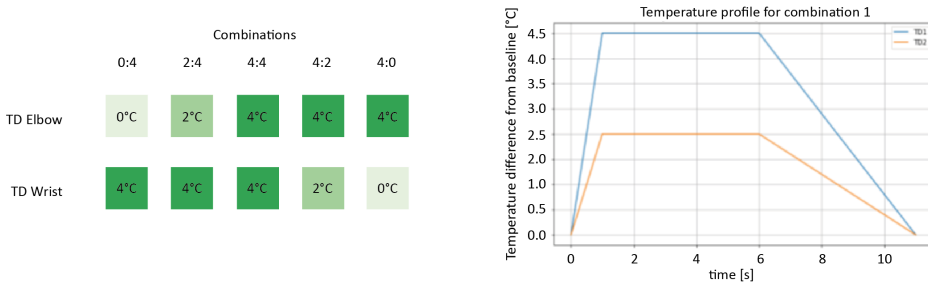 Combinations
0:4 2:4 4:4 4:2 4:0
TD Elbow 0°C 2°C 4°C 4°C 4°C
TD Wrist 4°C 4°C 4°C 2°C 0°C
Temperature profile for combination 1
Temperature difference from baseline [°C]
4.5
4.0
3.5
3.0
2.5
2.0
1.0
0.5
0.0
TD1
TD2
0 2 4 6 8 10
time [s]